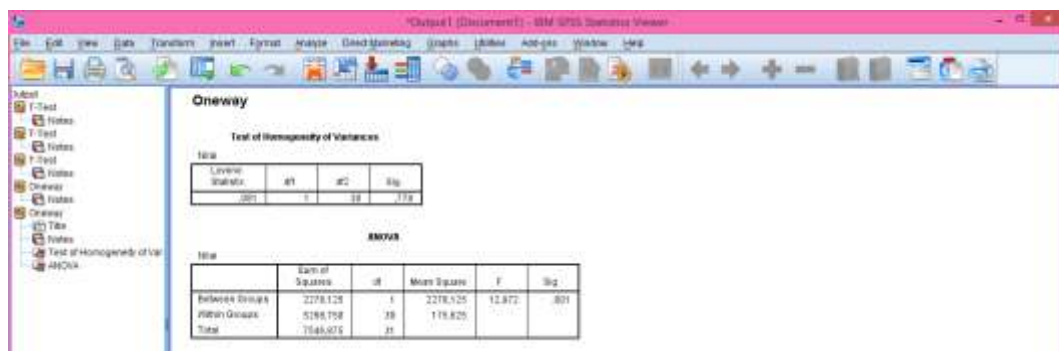 *Output1 [Document1] - IBM SPSS Statistics Viewer
File Edit View Data Transform Insert Format Analyze Direct Marketing Graphs Utilities Add-ons Window Help
Output
T-Test
Notes
T-Test
Notes
T-Test
Notes
Oneway
Notes
Oneway
Title
Notes
Test of Homogeneity of Var
ANOVA
Oneway
Test of Homogeneity of Variances
Nilai
Levene Statistic df1 df2 Sig.
1 30
ANOVA
Nilai
Sum of Squares df Mean Square F Sig.
Between Groups 2278,125 1 2278,125 12,972 ,001
Within Groups 30
Total 31